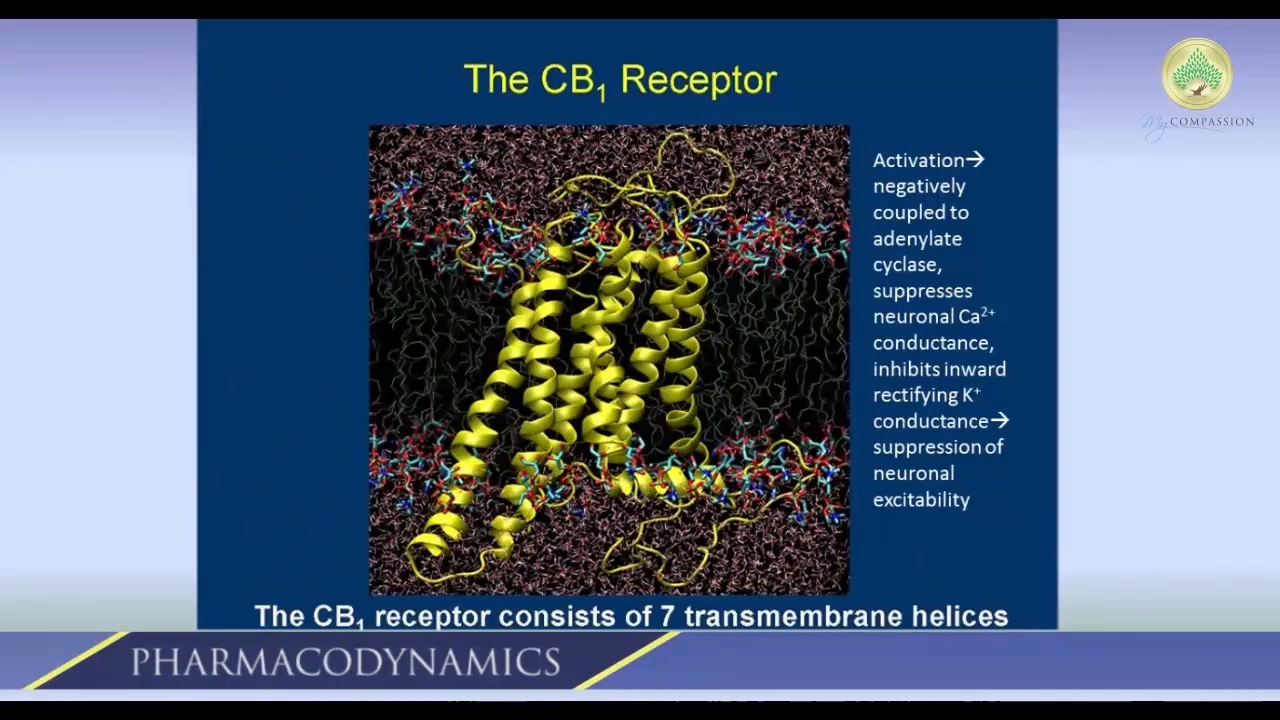 The CB₁ Receptor
My COMPASSION
Activation→
negatively
coupled to
adenylate
cyclase,
suppresses
neuronal Ca²⁺
conductance,
inhibits inward
rectifying K⁺
conductance→
suppression of
neuronal
excitability
The CB₁ receptor consists of 7 transmembrane helices
PHARMACODYNAMICS